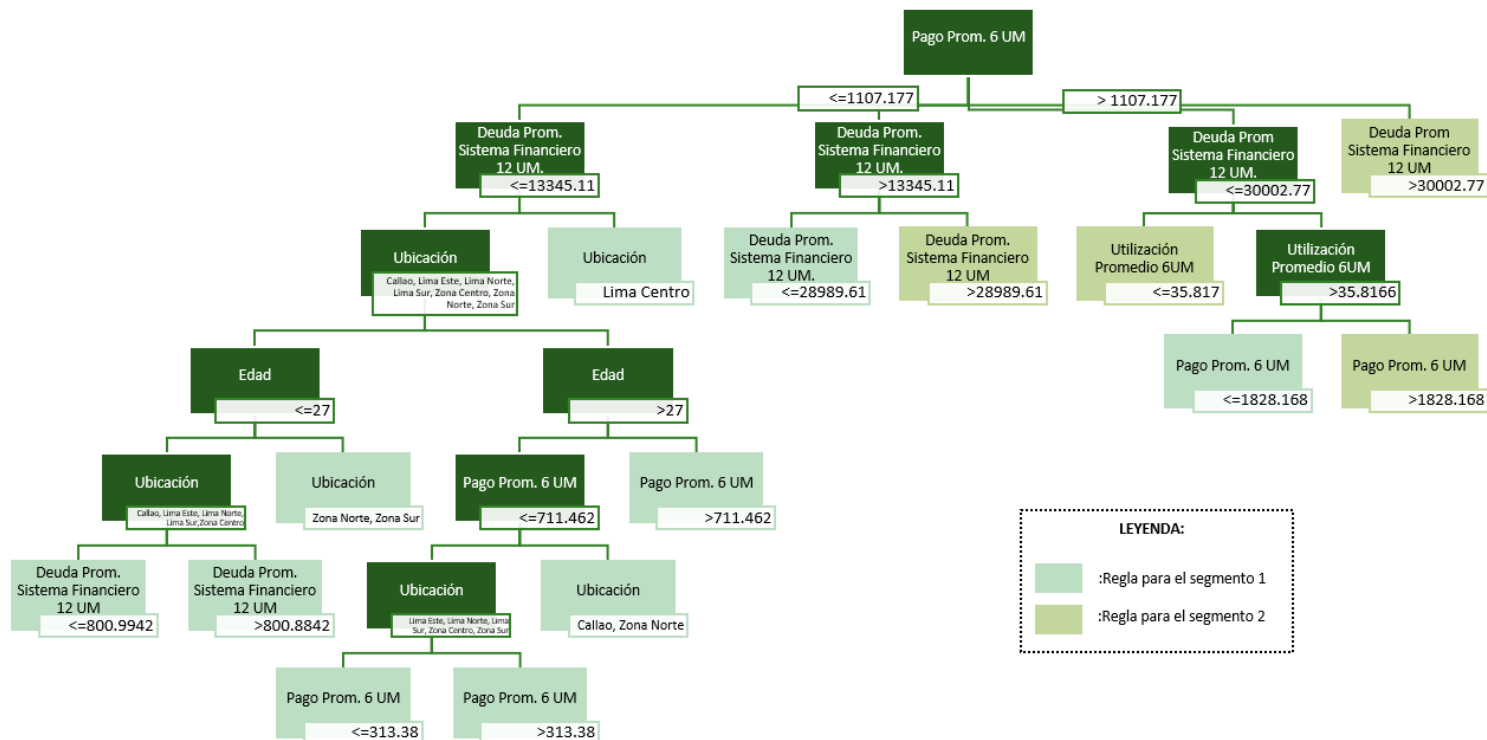 Pago Prom. 6 UM
<=1107.177
> 1107.177
Deuda Prom.
Sistema Financiero
12 UM.
<=13345.11
Deuda Prom.
Sistema Financiero
12 UM.
>13345.11
Deuda Prom
Sistema Financiero
12 UM.
<=30002.77
Deuda Prom
Sistema Financiero
12 UM
>30002.77
Ubicación
Callao, Lima Este, Lima Norte,
Lima Sur, Zona Centro, Zona
Norte, Zona Sur
Ubicación
Lima Centro
Deuda Prom.
Sistema Financiero
12 UM.
<=28989.61
Deuda Prom.
Sistema Financiero
12 UM
>28989.61
Utilización
Promedio 6UM
<=35.817
Utilización
Promedio 6UM
>35.8166
Edad
<=27
Edad
>27
Pago Prom. 6 UM
<=1828.168
Pago Prom. 6 UM
>1828.168
Ubicación
Callao, Lima Este, Lima Norte,
Lima Sur,Zona Centro
Ubicación
Zona Norte, Zona Sur
Pago Prom. 6 UM
<=711.462
Pago Prom. 6 UM
>711.462
Deuda Prom.
Sistema Financiero
12 UM
<=800.9942
Deuda Prom.
Sistema Financiero
12 UM
>800.8842
Ubicación
Lima Este, Lima Norte, Lima
Sur, Zona Centro, Zona Sur
Ubicación
Callao, Zona Norte
Pago Prom. 6 UM
<=313.38
Pago Prom. 6 UM
>313.38
LEYENDA:
:Regla para el segmento 1
:Regla para el segmento 2